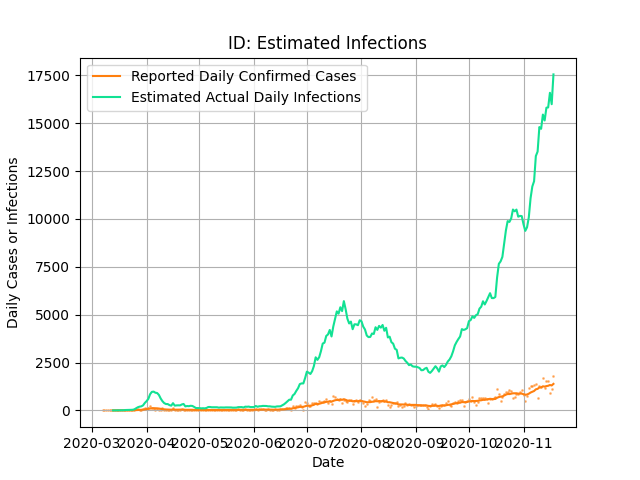 ID: Estimated Infections
Reported Daily Confirmed Cases
Estimated Actual Daily Infections
17500
15000
12500
10000
7500
5000
2500
0
Daily Cases or Infections
2020-03 2020-04 2020-05 2020-06 2020-07 2020-08 2020-09 2020-10 2020-11
Date